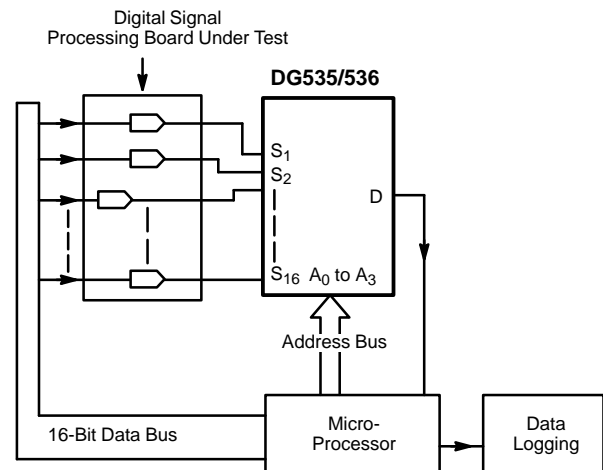 Digital Signal
Processing Board Under Test
DG535/536
S1
S2
D
S16 A0 to A3
Address Bus
16-Bit Data Bus
Micro-
Processor
Data
Logging